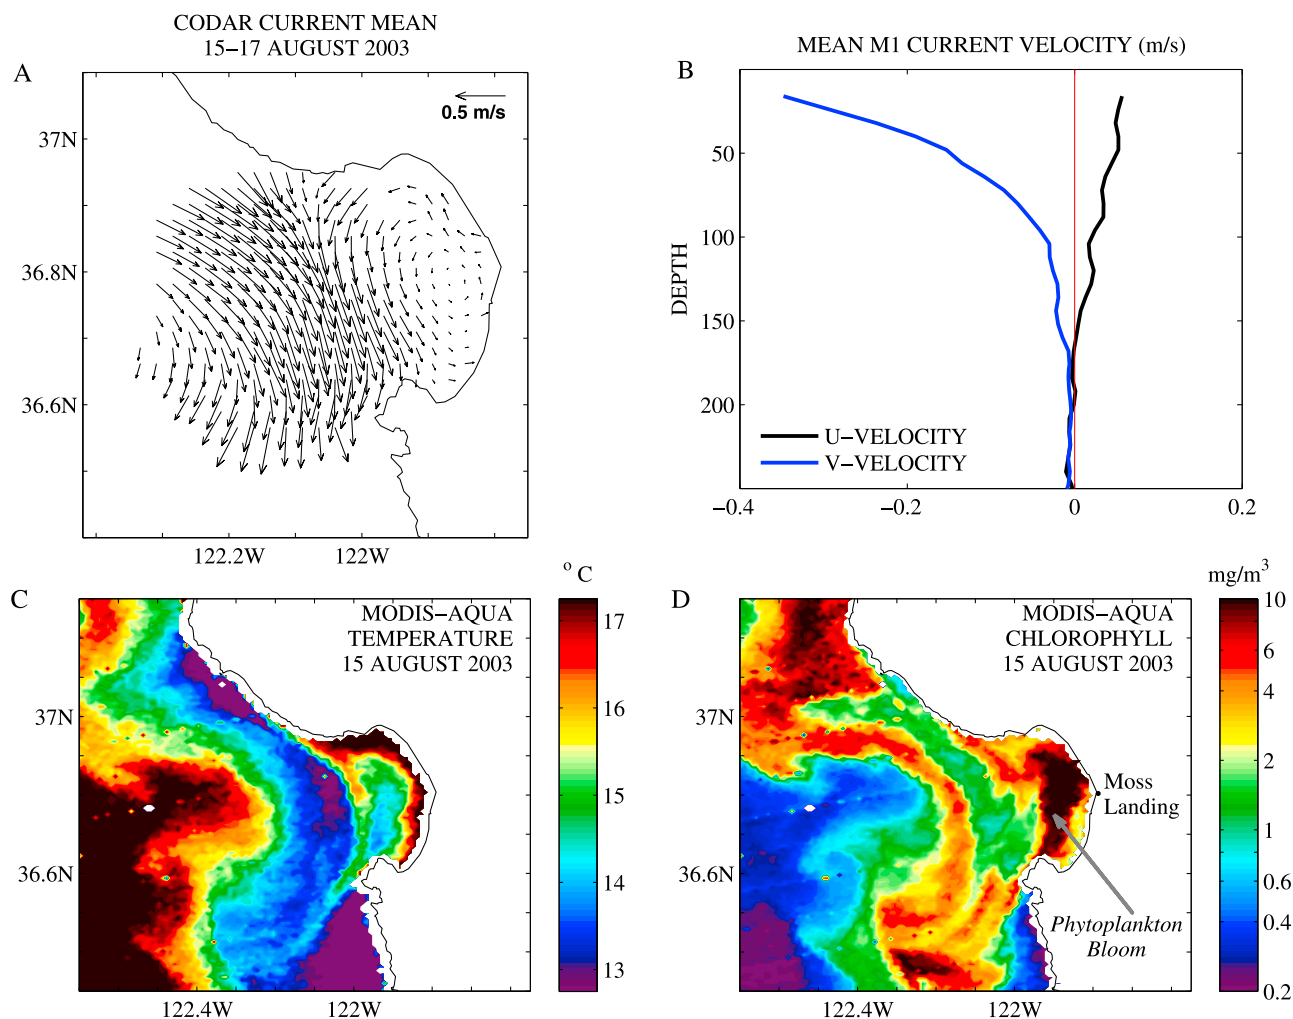 CODAR CURRENT MEAN
15−17 AUGUST 2003
A
0.5 m/s
37N
36.8N
36.6N
122.2W
122W
MEAN M1 CURRENT VELOCITY (m/s)
B
DEPTH
50
100
150
200
U−VELOCITY
V−VELOCITY
−0.4
−0.2
0
0.2
C
MODIS−AQUA
TEMPERATURE
15 AUGUST 2003
37N
36.6N
122.4W
122W
° C
17
16
15
14
13
D
MODIS−AQUA
CHLOROPHYLL
15 AUGUST 2003
37N
36.6N
Moss
Landing
Phytoplankton
Bloom
122.4W
122W
mg/m³
10
6
4
2
1
0.6
0.4
0.2